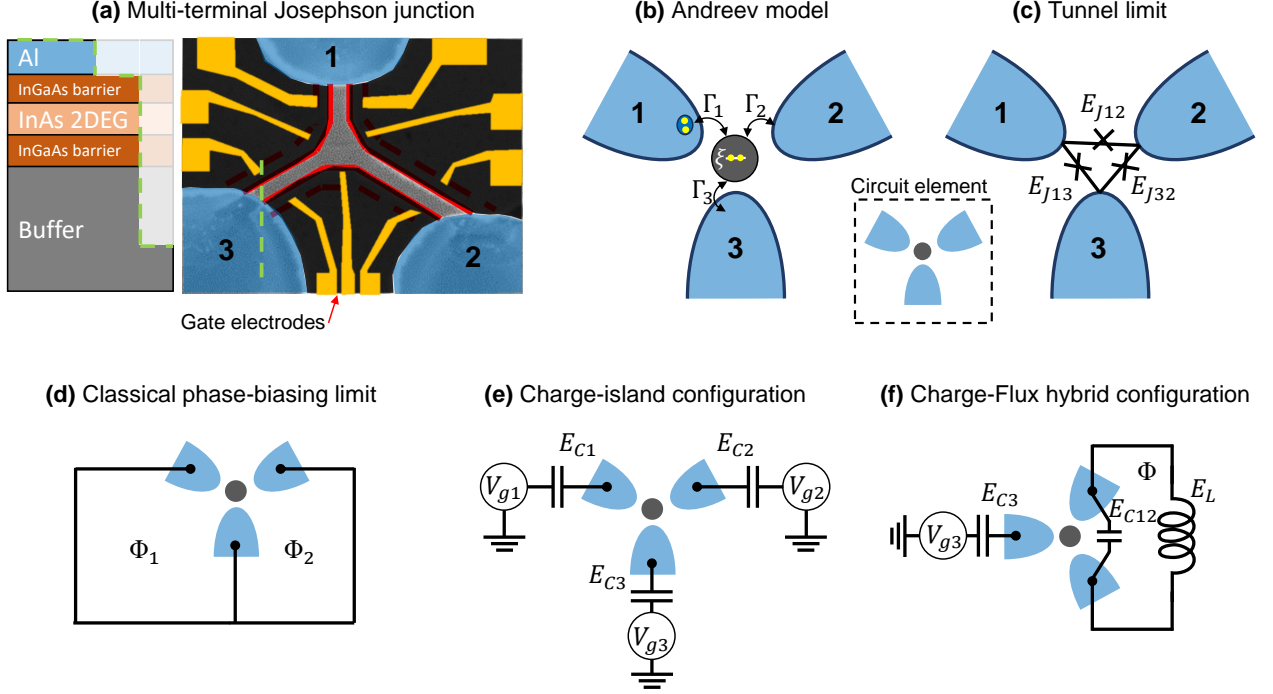 (a) Multi-terminal Josephson junction
Al
InGaAs barrier
InAs 2DEG
InGaAs barrier
Buffer
1
3
2
Gate electrodes
(b) Andreev model
1
Γ1
Γ2
2
ξ
Γ3
3
Circuit element
(c) Tunnel limit
1
EJ12
2
EJ13
EJ32
3
(d) Classical phase-biasing limit
Φ1
Φ2
(e) Charge-island configuration
EC1
EC2
Vg1
Vg2
EC3
Vg3
(f) Charge-Flux hybrid configuration
Φ
EL
EC3
EC12
Vg3